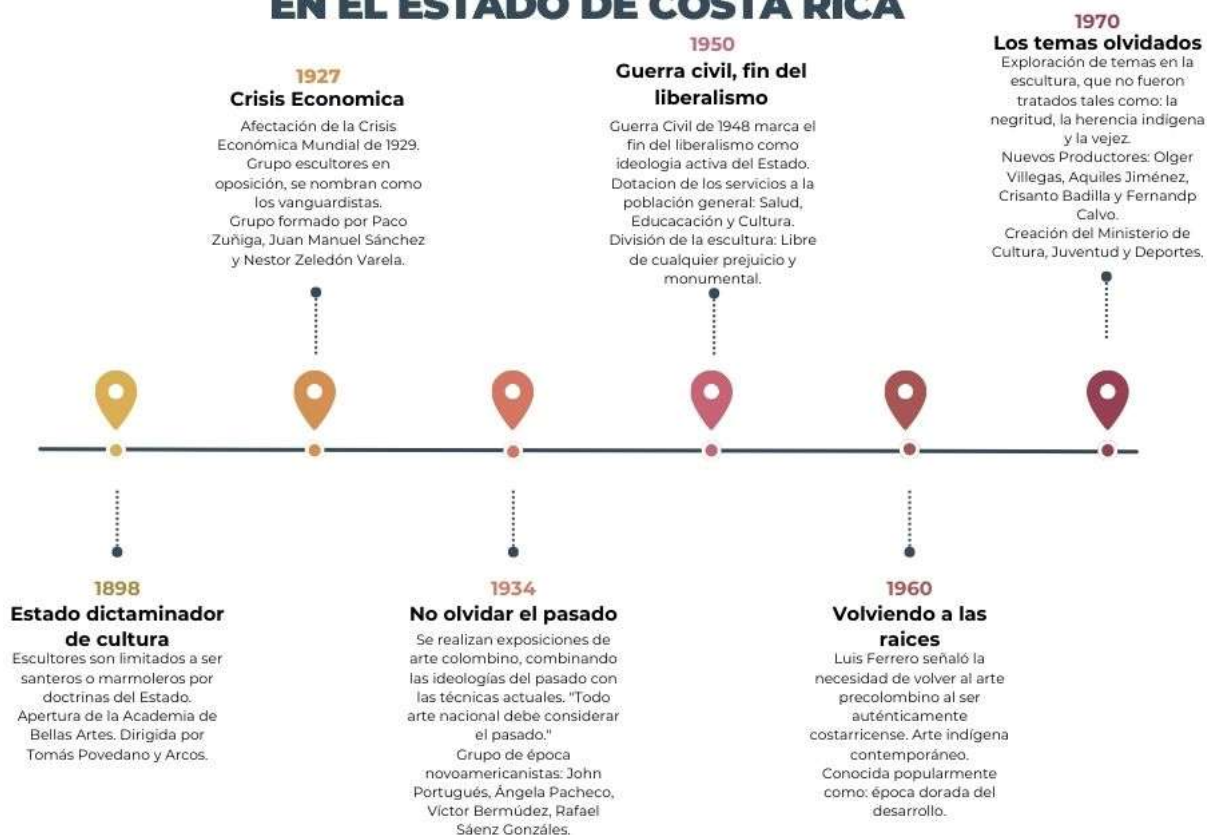 EN EL ESTADO DE COSTA RICA
1898
Estado dictaminador
de cultura
Escultores son limitados a ser
santeros o marmoleros por
doctrinas del Estado.
Apertura de la Academia de
Bellas Artes. Dirigida por
Tomás Povedano y Arcos.
1927
Crisis Economica
Afectación de la Crisis
Económica Mundial de 1929.
Grupo escultores en
oposición, se nombran como
los vanguardistas.
Grupo formado por Paco
Zuñiga, Juan Manuel Sánchez
y Nestor Zeledón Varela.
1934
No olvidar el pasado
Se realizan exposiciones de
arte colombino, combinando
las ideologías del pasado con
las técnicas actuales. "Todo
arte nacional debe considerar
el pasado."
Grupo de época
novoamericanistas: John
Portugués, Ángela Pacheco,
Víctor Bermúdez, Rafael
Sáenz Gonzáles.
1950
Guerra civil, fin del
liberalismo
Guerra Civil de 1948 marca el
fin del liberalismo como
ideologia activa del Estado.
Dotacion de los servicios a la
población general: Salud,
Educacación y Cultura.
División de la escultura: Libre
de cualquier prejuicio y
monumental.
1960
Volviendo a las
raices
Luis Ferrero señaló la
necesidad de volver al arte
precolombino al ser
auténticamente
costarricense. Arte indígena
contemporáneo.
Conocida popularmente
como: época dorada del
desarrollo.
1970
Los temas olvidados
Exploración de temas en la
escultura, que no fueron
tratados tales como: la
negritud, la herencia indígena
y la vejez.
Nuevos Productores: Olger
Villegas, Aquiles Jiménez,
Crisanto Badilla y Fernandp
Calvo.
Creación del Ministerio de
Cultura, Juventud y Deportes.